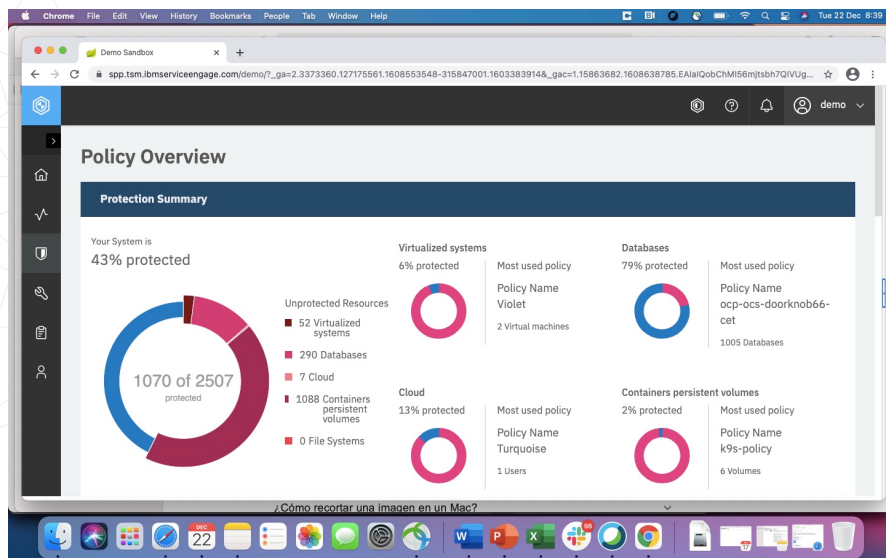 Chrome File Edit View History Bookmarks People Tab Window Help
Tue 22 Dec 8:39
Demo Sandbox
spp.tsm.ibmserviceengage.com/demo/?_ga=2.3373360.127175561.1608553548-315847001.1603383914&_gac=1.15863682.1608638785.EAIaIQobChMI56mjtsbh7QIVUg...
demo
Policy Overview
Protection Summary
Your System is
43% protected
1070 of 2507
protected
Unprotected Resources
52 Virtualized
systems
290 Databases
7 Cloud
1088 Containers
persistent
volumes
0 File Systems
Virtualized systems
6% protected
Most used policy
Policy Name
Violet
2 Virtual machines
Databases
79% protected
Most used policy
Policy Name
ocp-ocs-doorknob66-
cet
1005 Databases
Cloud
13% protected
Most used policy
Policy Name
Turquoise
1 Users
Containers persistent volumes
2% protected
Most used policy
Policy Name
k9s-policy
6 Volumes
¿Cómo recortar una imagen en un Mac?
DEC
22
W
P
X
17